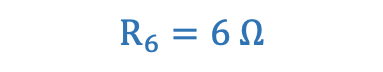 R₆ = 6 Ω